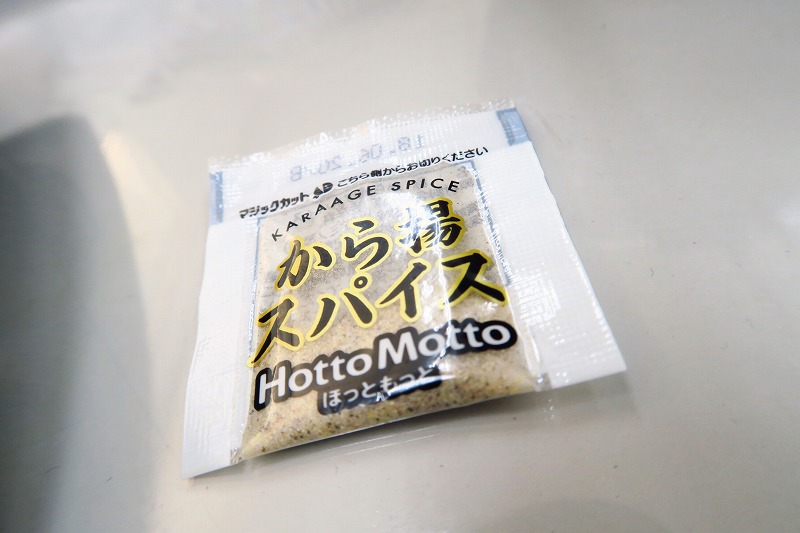 18.06.20 B
マジックカット こちら側からお切りください
KARAAGE SPICE
から揚
スパイス
HottoMotto
ほっともっと